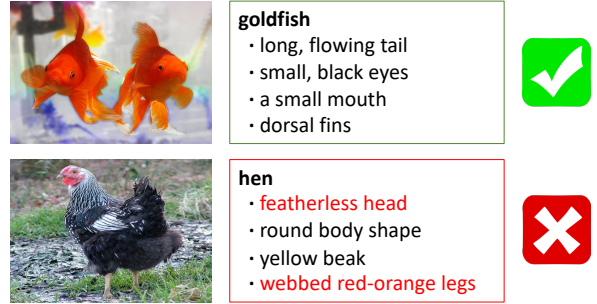 goldfish
· long, flowing tail
· small, black eyes
· a small mouth
· dorsal fins
hen
· featherless head
· round body shape
· yellow beak
· webbed red-orange legs